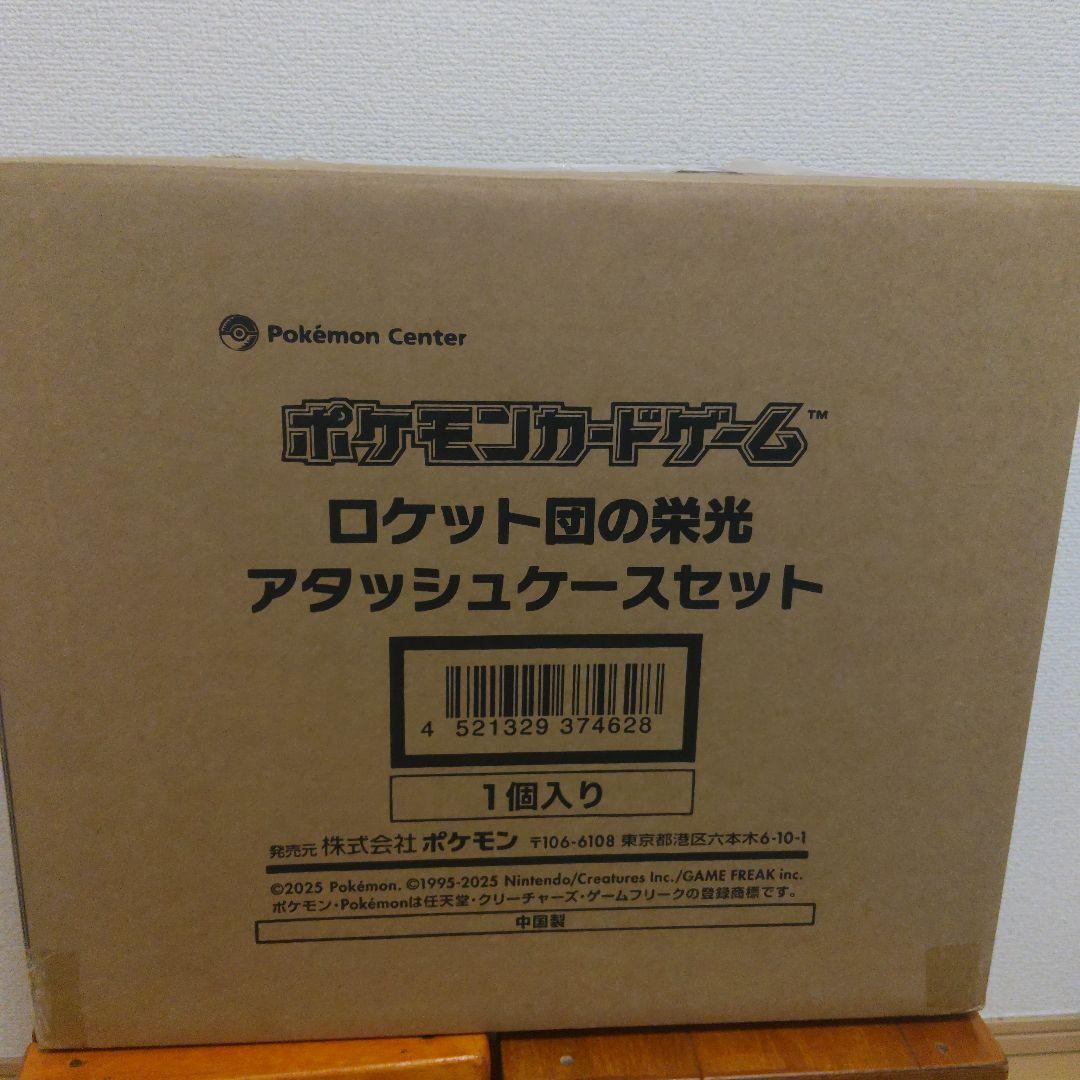 Pokémon Center
ポケモンカードゲーム™
ロケット団の栄光
アタッシュケースセット
4 521329 374628
1個入り
発売元 株式会社 ポケモン 〒106-6108 東京都港区六本木6-10-1
©2025 Pokémon. ©1995-2025 Nintendo/Creatures Inc./GAME FREAK inc.
ポケモン・Pokémonは任天堂・クリーチャーズ・ゲームフリークの登録商標です。
中国製